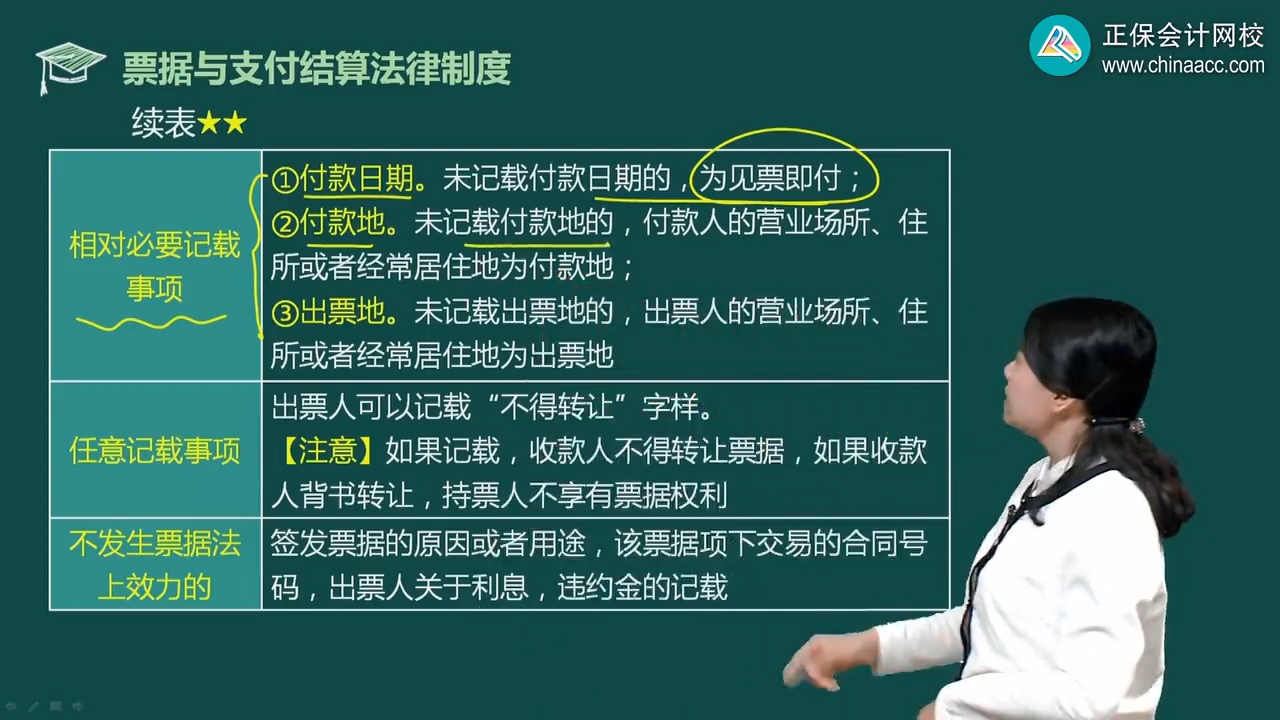 正保会计网校
www.chinaacc.com
票据与支付结算法律制度
续表★★
相对必要记载
事项
①付款日期。未记载付款日期的，为见票即付；
②付款地。未记载付款地的，付款人的营业场所、住
所或者经常居住地为付款地；
③出票地。未记载出票地的，出票人的营业场所、住
所或者经常居住地为出票地
任意记载事项
出票人可以记载“不得转让”字样。
【注意】如果记载，收款人不得转让票据，如果收款
人背书转让，持票人不享有票据权利
不发生票据法
上效力的
签发票据的原因或者用途，该票据项下交易的合同号
码，出票人关于利息，违约金的记载